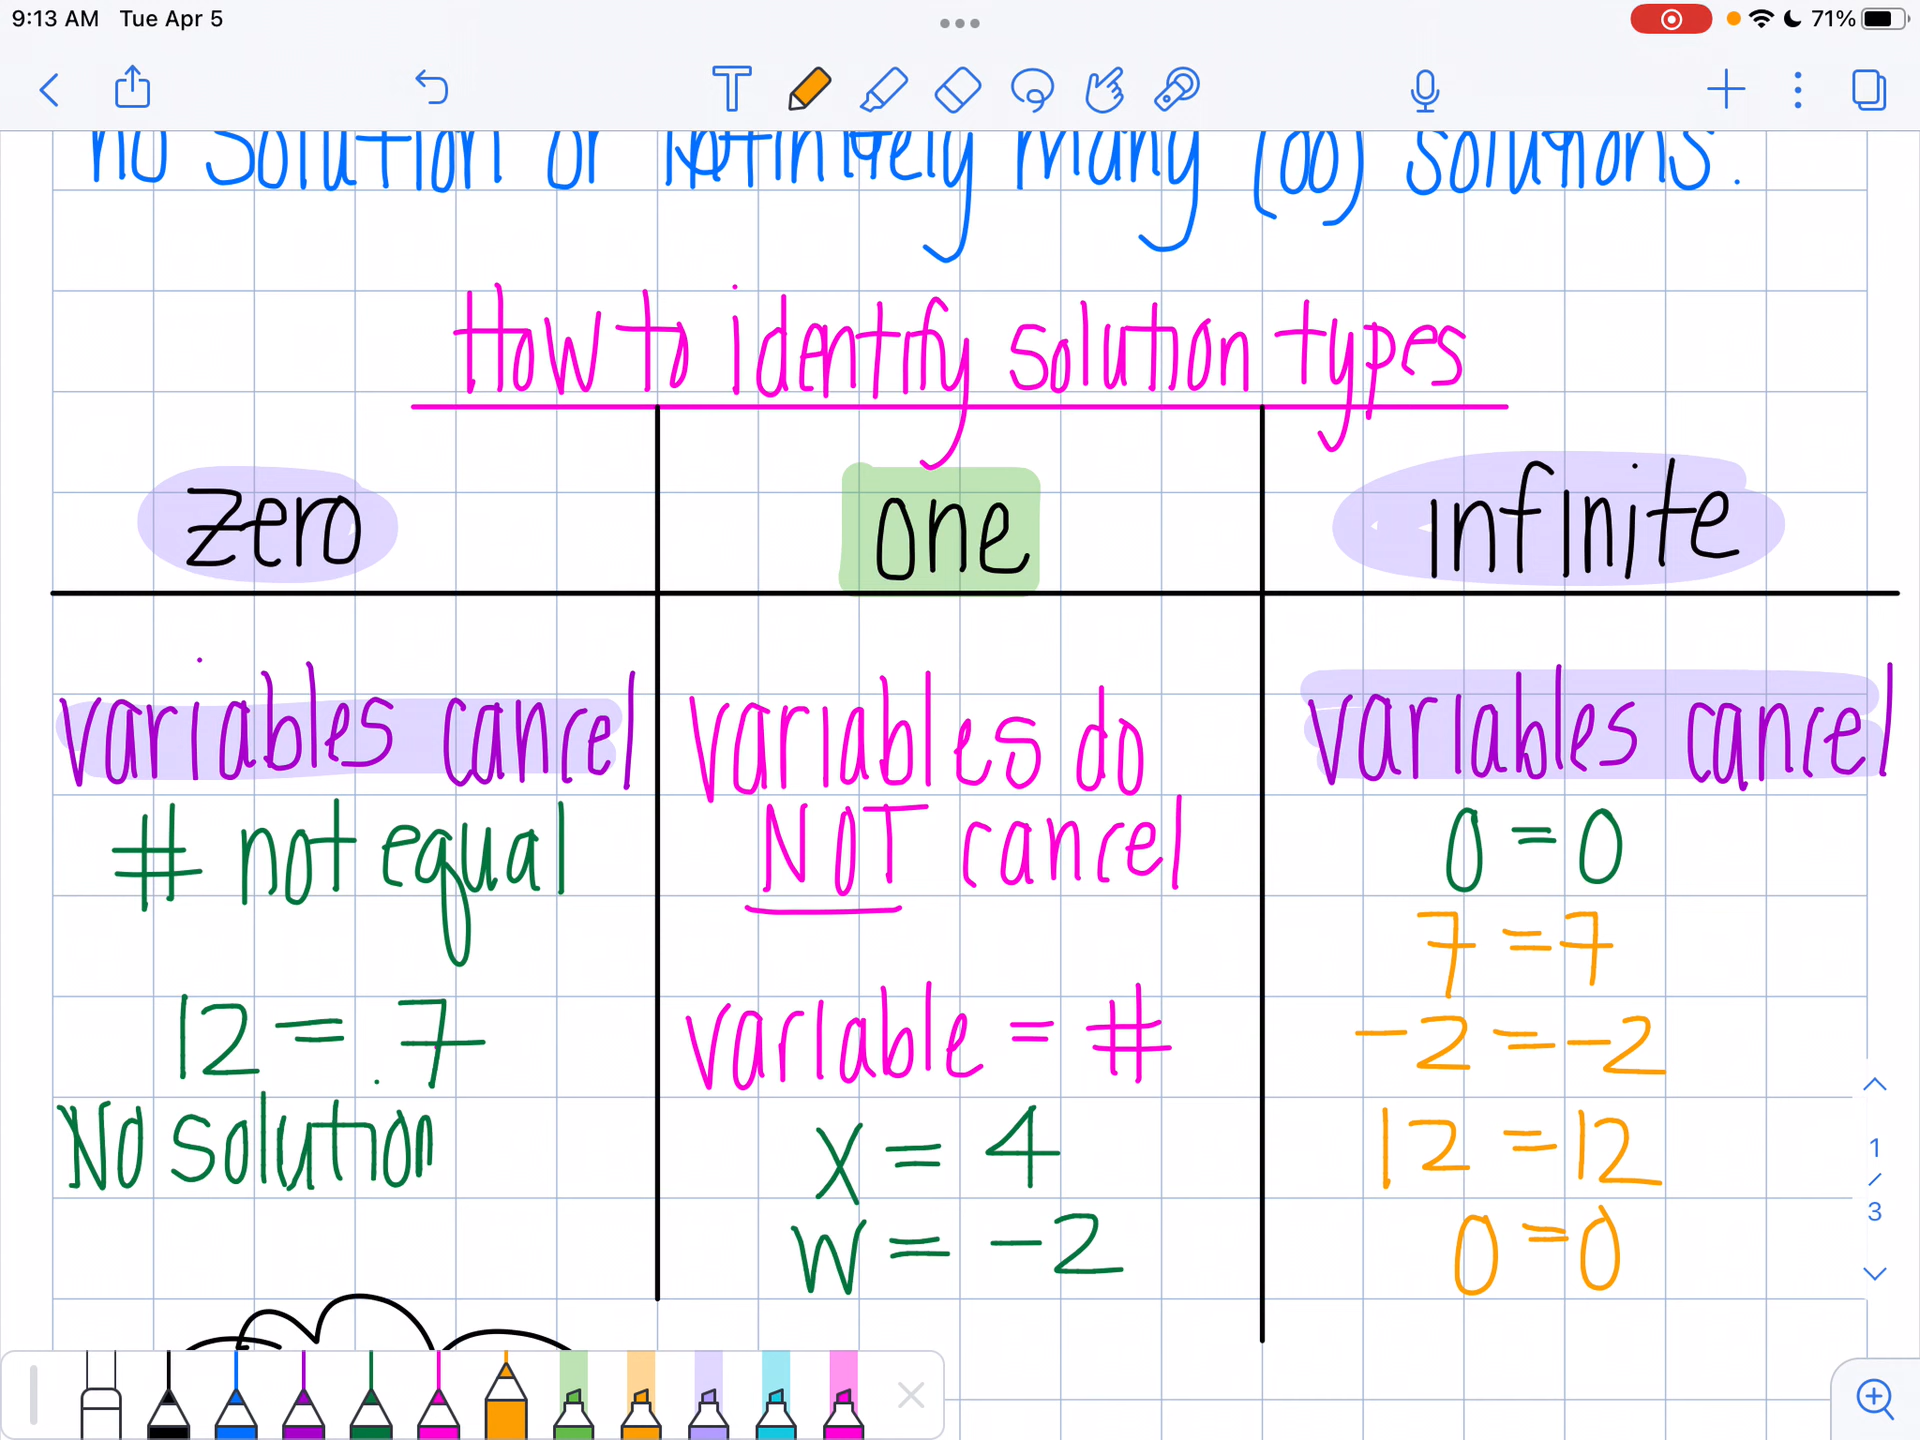 9:13 AM Tue Apr 5 71%
no solution or infinitely many (∞) solutions.
How to identify solution types
zero one infinite
variables cancel
# not equal
12 = 7
No solution
variables do
NOT cancel
variable = #
x = 4
w = -2
variables cancel
0 = 0
7 = 7
-2 = -2
12 = 12
0 = 0
1
/
3